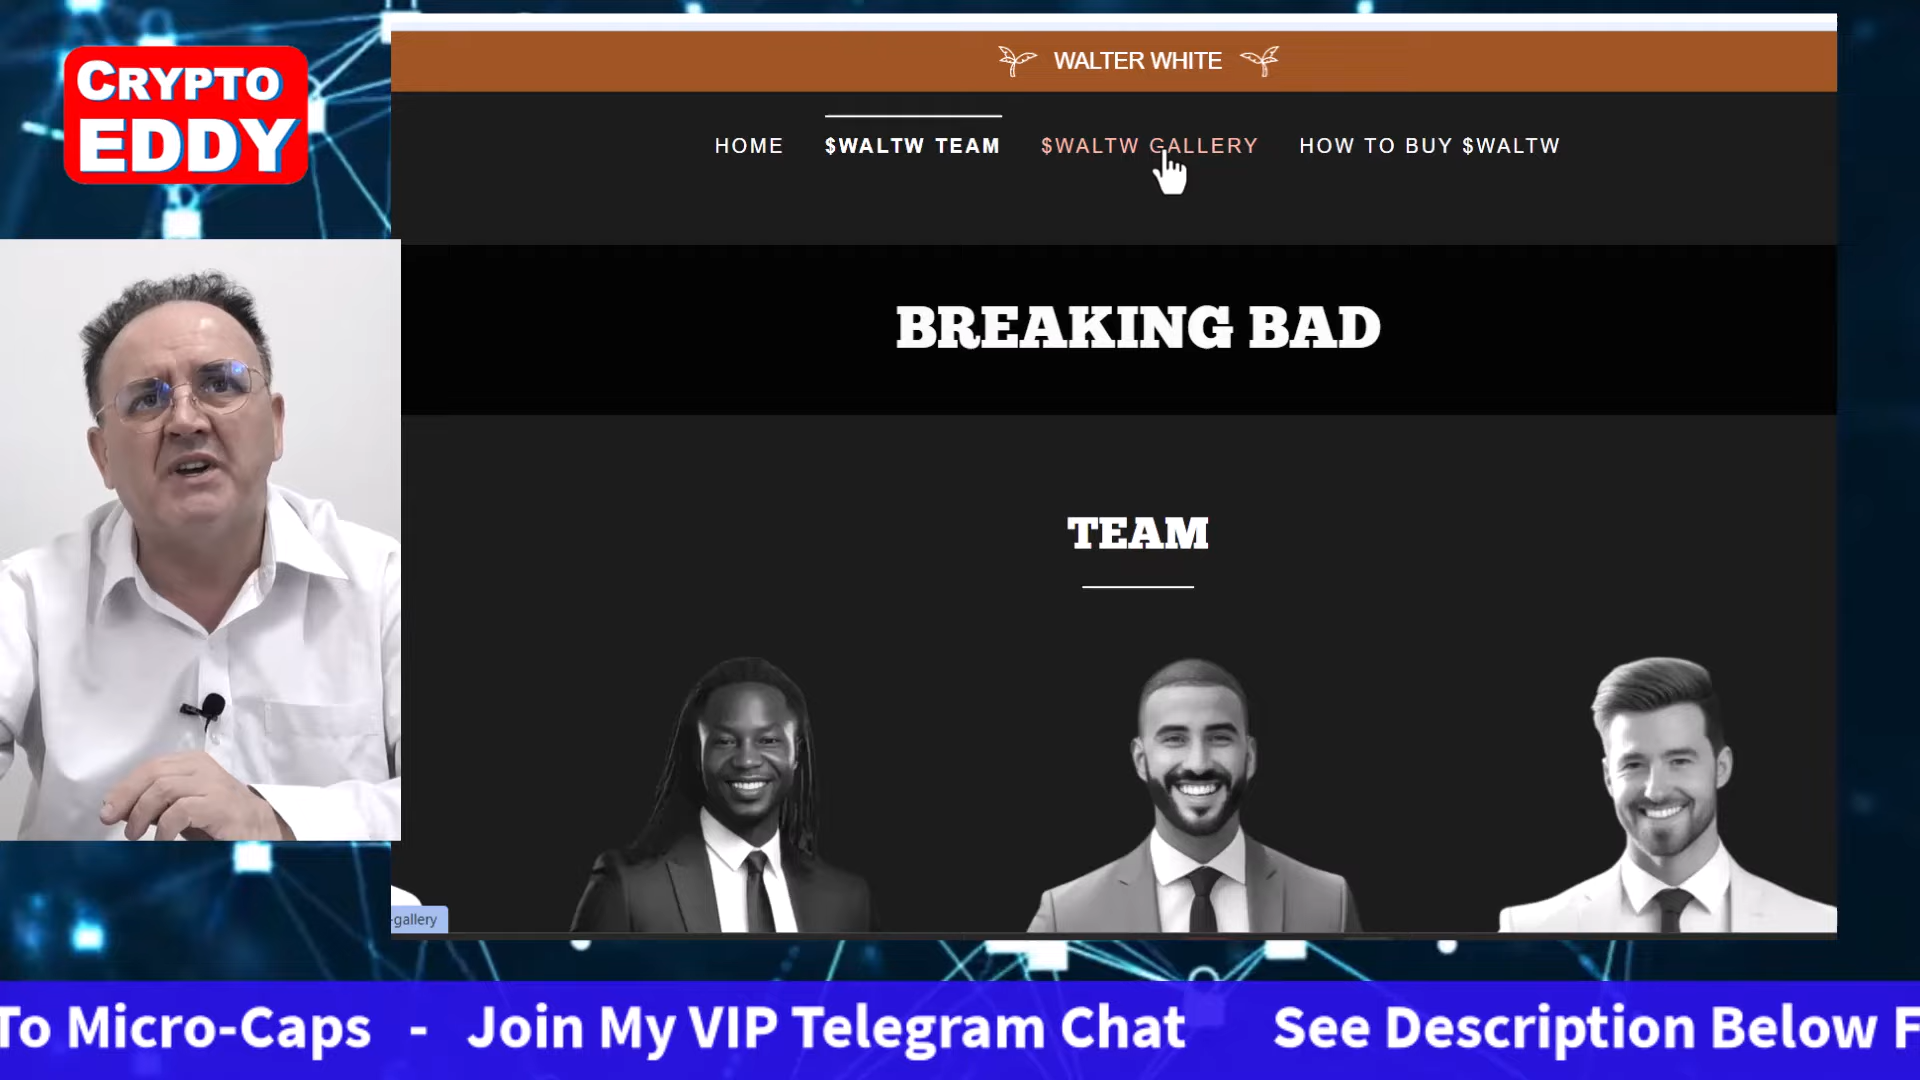 CRYPTO
EDDY
WALTER WHITE
HOME $WALTW TEAM $WALTW GALLERY HOW TO BUY $WALTW
BREAKING BAD
TEAM
-gallery
To Micro-Caps - Join My VIP Telegram Chat See Description Below F